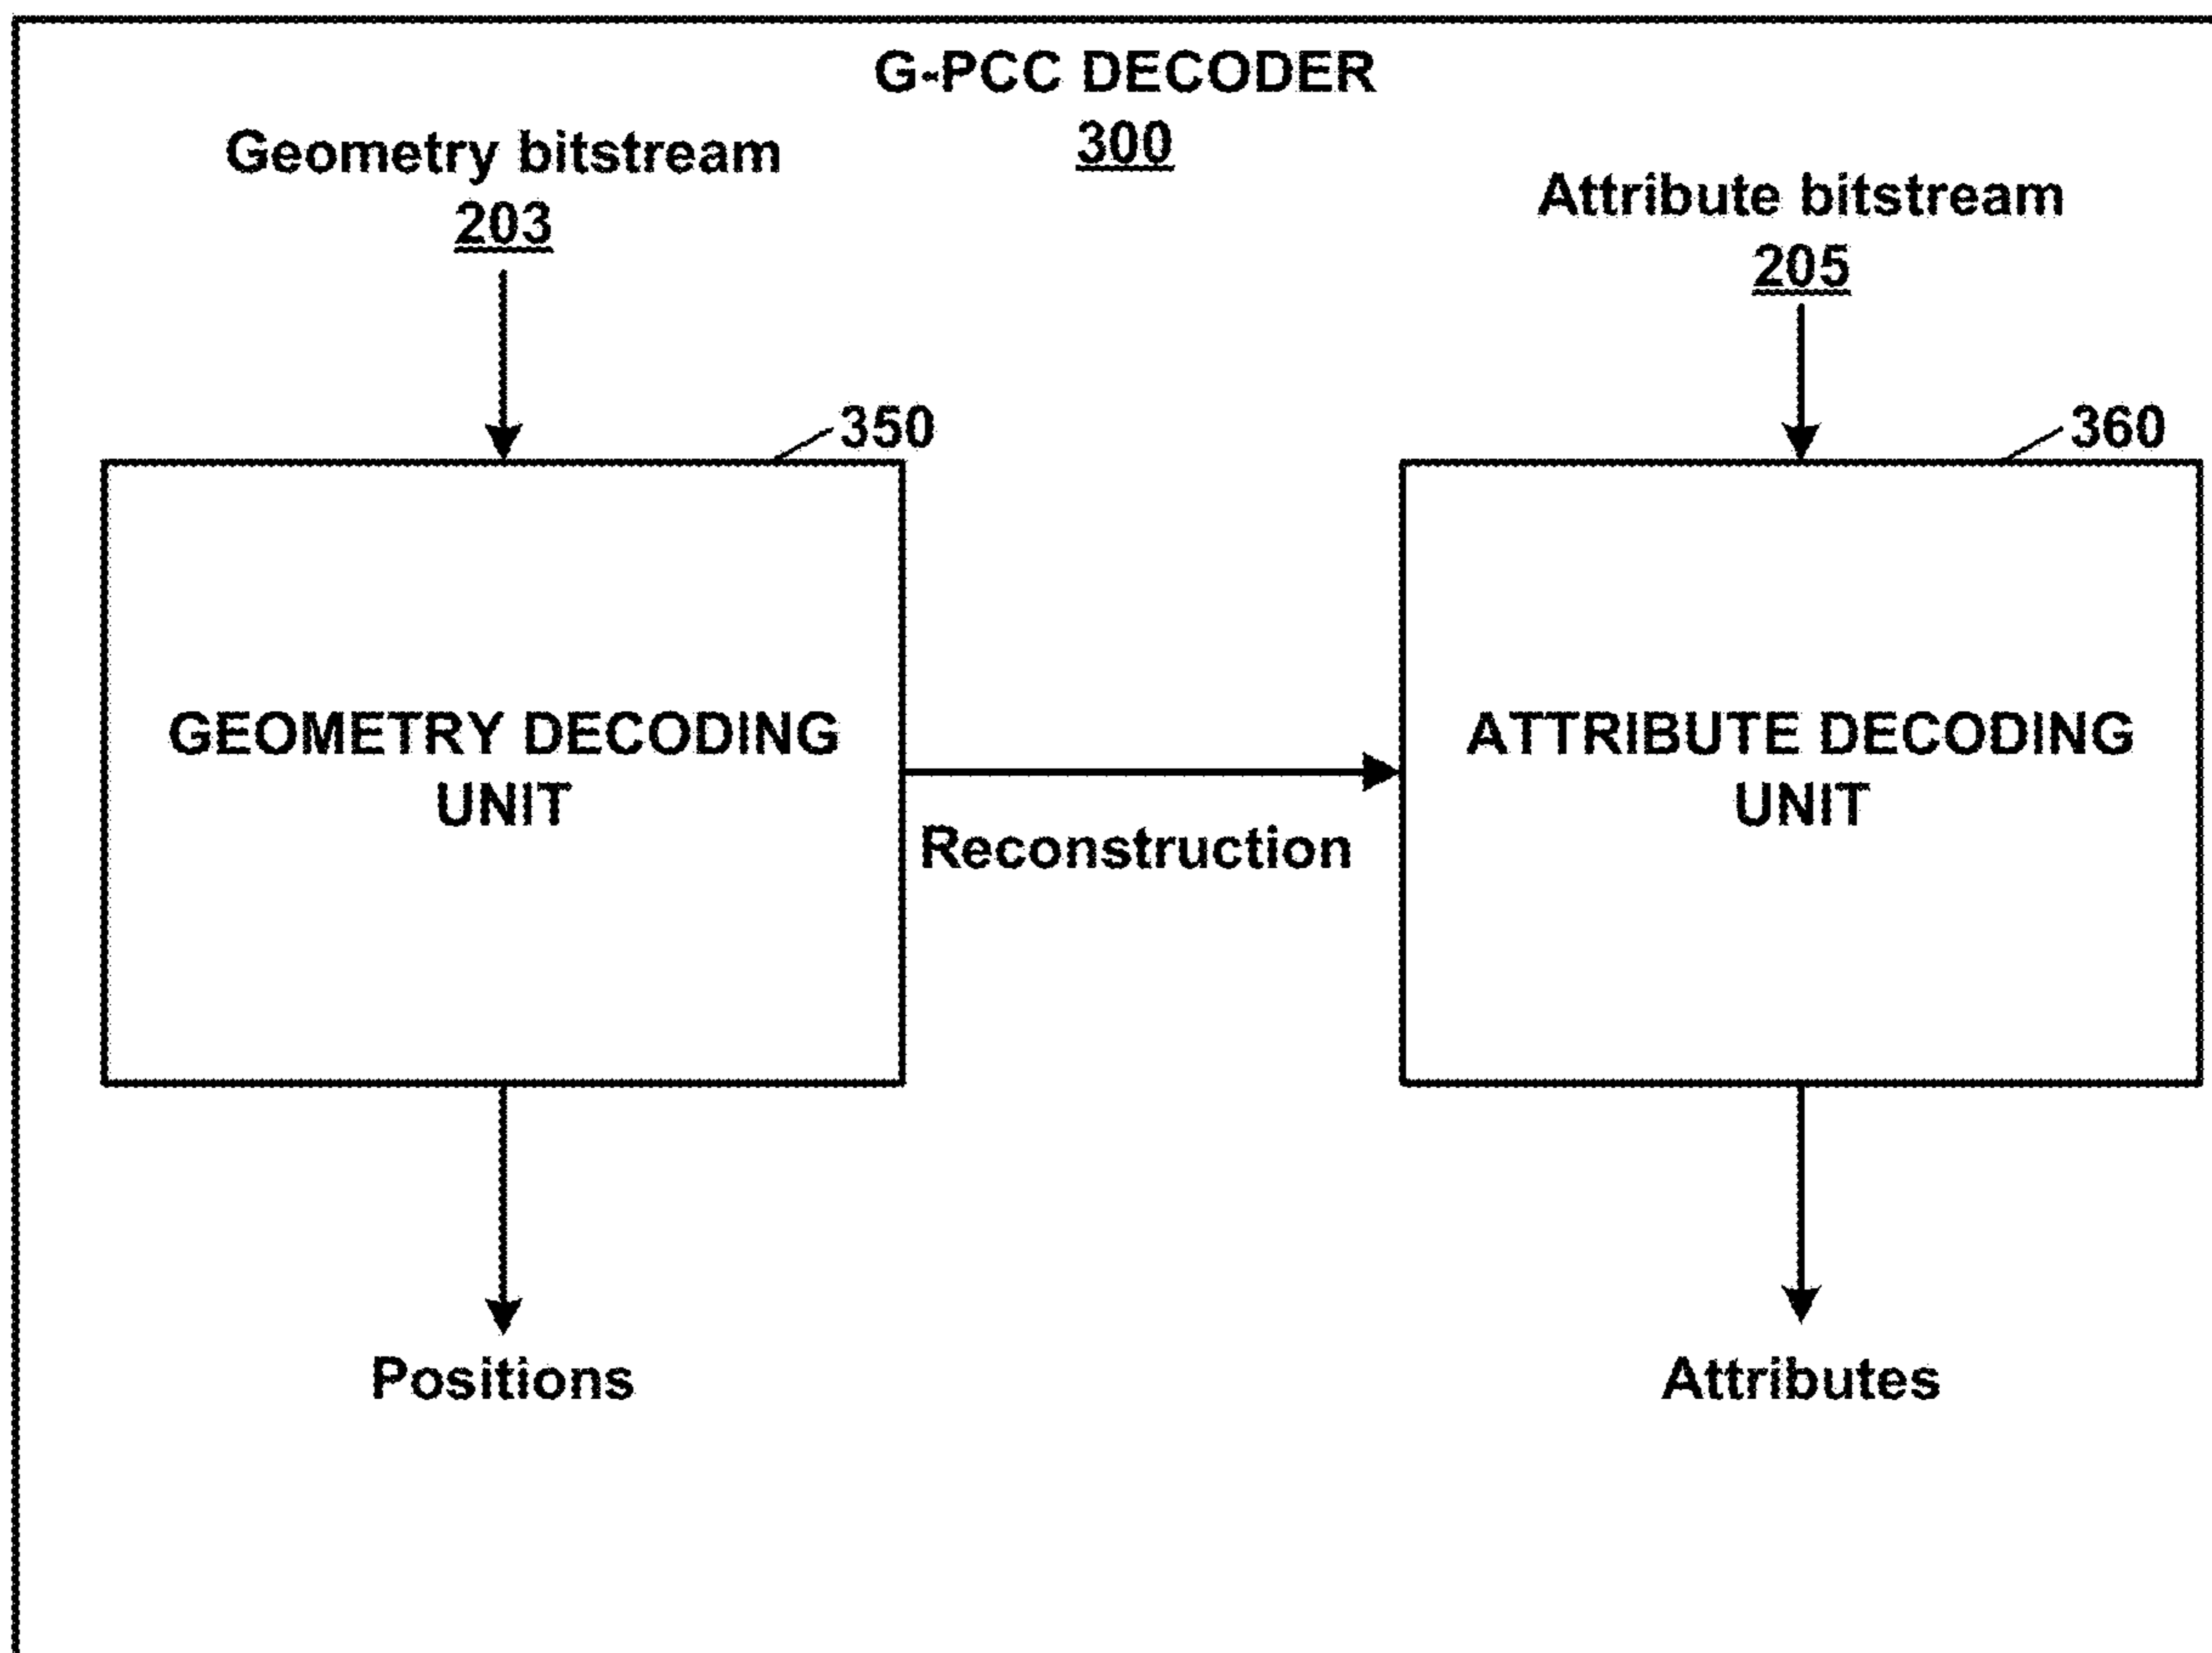 G-PCC DECODER
300
Geometry bitstream
203
Attribute bitstream
205
350
360
GEOMETRY DECODING
UNIT
ATTRIBUTE DECODING
UNIT
Reconstruction
Positions
Attributes